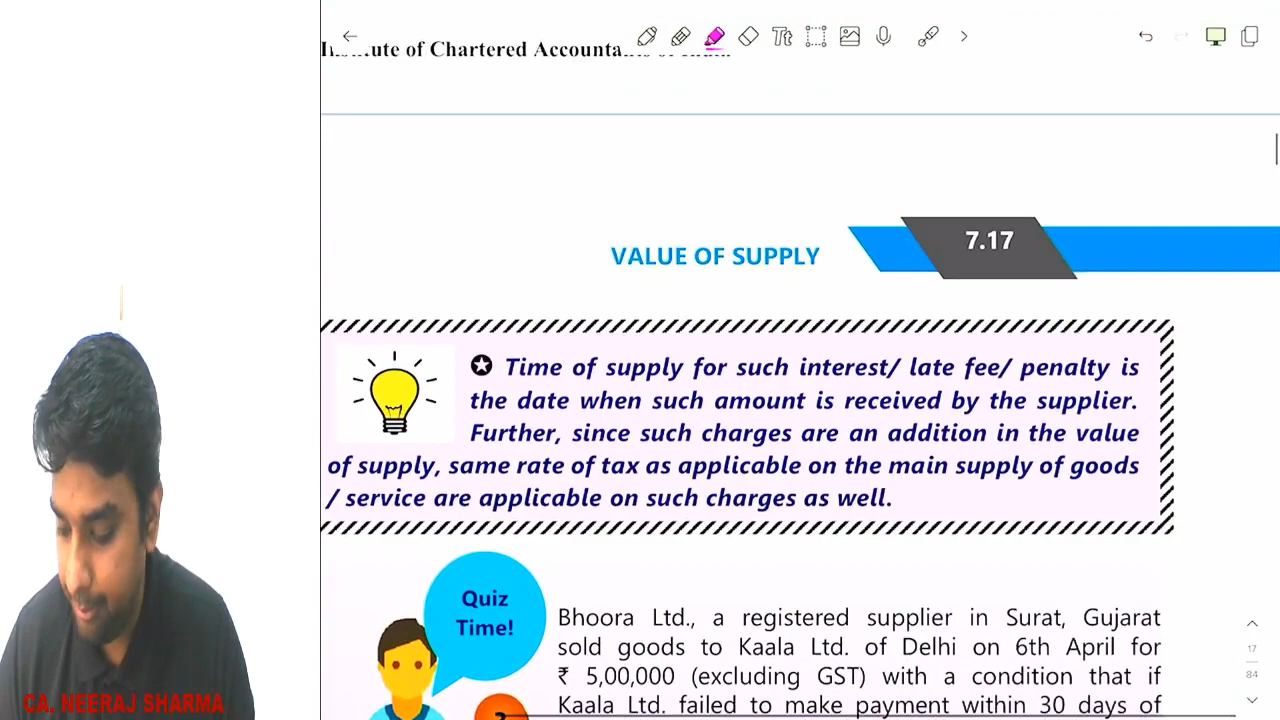 Institute of Chartered Accounta
VALUE OF SUPPLY
7.17
Time of supply for such interest/ late fee/ penalty is
the date when such amount is received by the supplier.
Further, since such charges are an addition in the value
of supply, same rate of tax as applicable on the main supply of goods
/ service are applicable on such charges as well.
Quiz
Time!
Bhoora Ltd., a registered supplier in Surat, Gujarat
sold goods to Kaala Ltd. of Delhi on 6th April for
₹ 5,00,000 (excluding GST) with a condition that if
Kaala Ltd. failed to make payment within 30 days of
17
84
CA. NEERAJ SHARMA